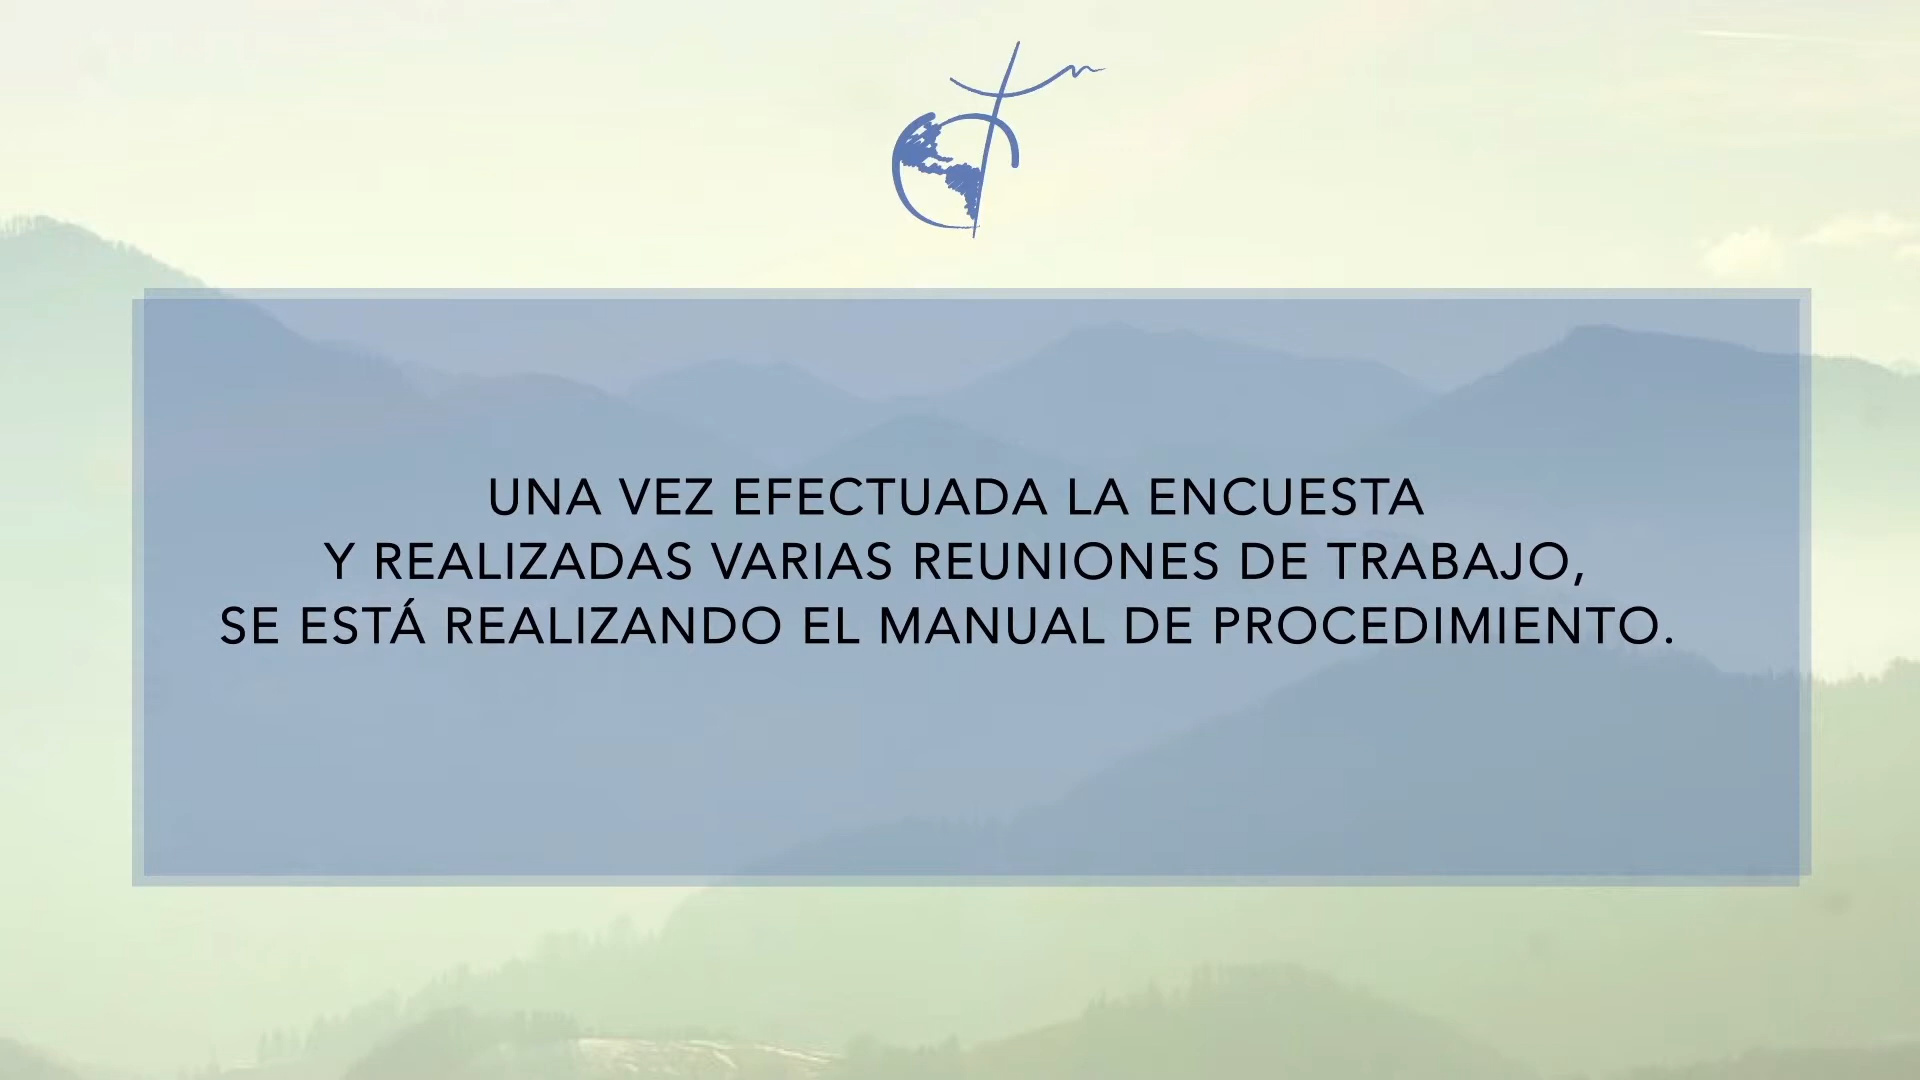 UNA VEZ EFECTUADA LA ENCUESTA
Y REALIZADAS VARIAS REUNIONES DE TRABAJO,
SE ESTÁ REALIZANDO EL MANUAL DE PROCEDIMIENTO.